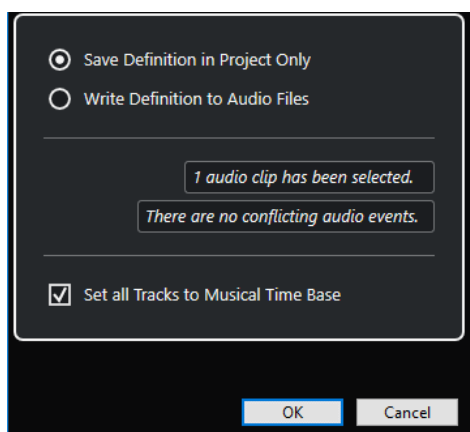 Save Definition in Project Only
Write Definition to Audio Files
1 audio clip has been selected.
There are no conflicting audio events.
Set all Tracks to Musical Time Base
OK
Cancel